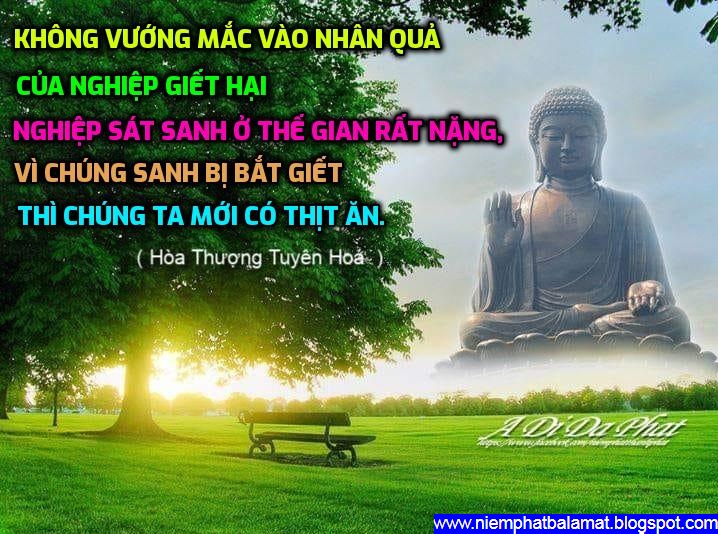 KHÔNG VƯỚNG MẮC VÀO NHÂN QUẢ
CỦA NGHIỆP GIẾT HẠI
NGHIỆP SÁT SANH Ở THẾ GIAN RẤT NẶNG,
VÌ CHÚNG SANH BỊ BẮT GIẾT
THÌ CHÚNG TA MỚI CÓ THỊT ĂN.
( Hòa Thượng Tuyên Hoá )
A Di Da Phat
www.niemphatbalamat.blogspot.com